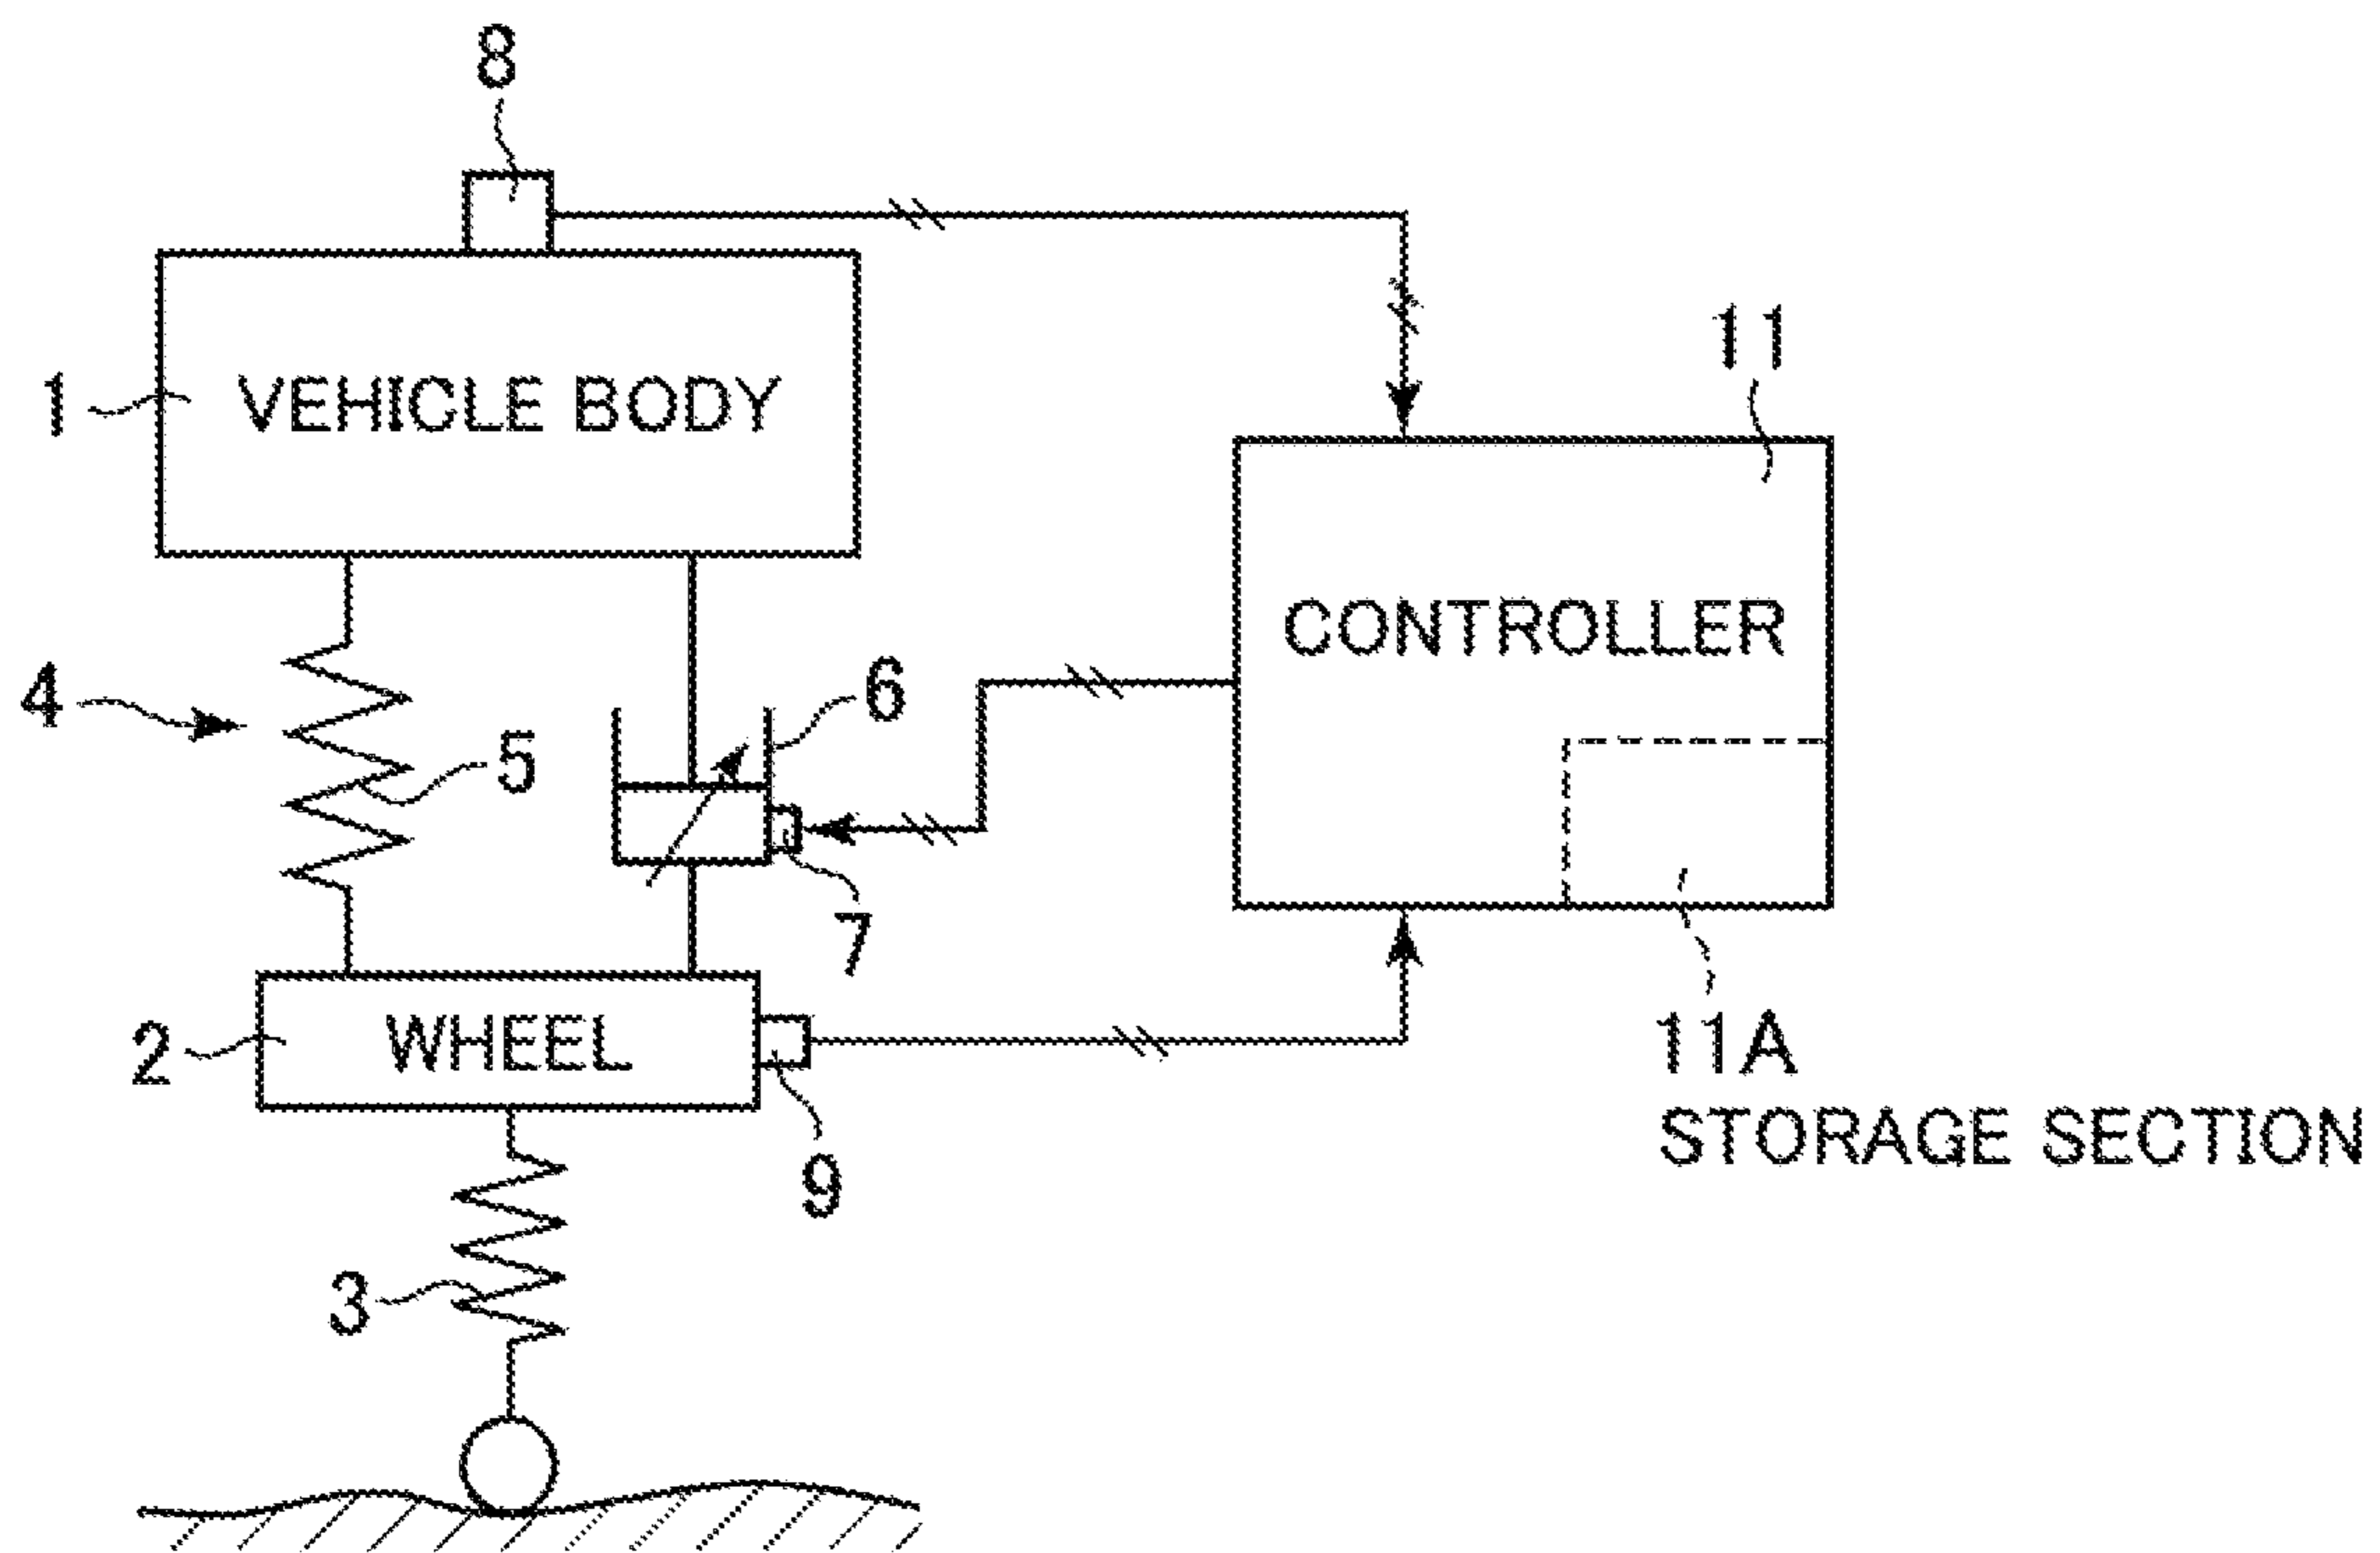 8
11
1
VEHICLE BODY
CONTROLLER
4
6
5
7
2
WHEEL
11A
STORAGE SECTION
9
3